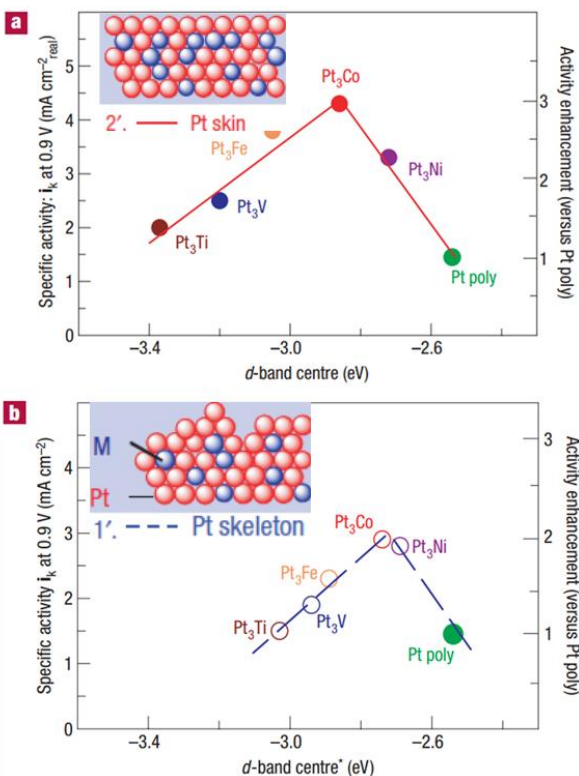 a
Specific activity: iₖ at 0.9 V (mA cm⁻²real)
5
4
3
2
1
0
2′. — Pt skin
Pt₃Co
Pt₃Fe
Pt₃Ni
Pt₃V
Pt₃Ti
Pt poly
3
2
1
Activity enhancement (versus Pt poly)
–3.4
–3.0
–2.6
d-band centre (eV)
b
Specific activity iₖ at 0.9 V (mA cm⁻²)
4
3
2
1
0
M
Pt
1′. – – – Pt skeleton
Pt₃Co
Pt₃Ni
Pt₃Fe
Pt₃Ti
Pt₃V
Pt poly
3
2
1
Activity enhancement (versus Pt poly)
–3.4
–3.0
–2.6
d-band centre* (eV)